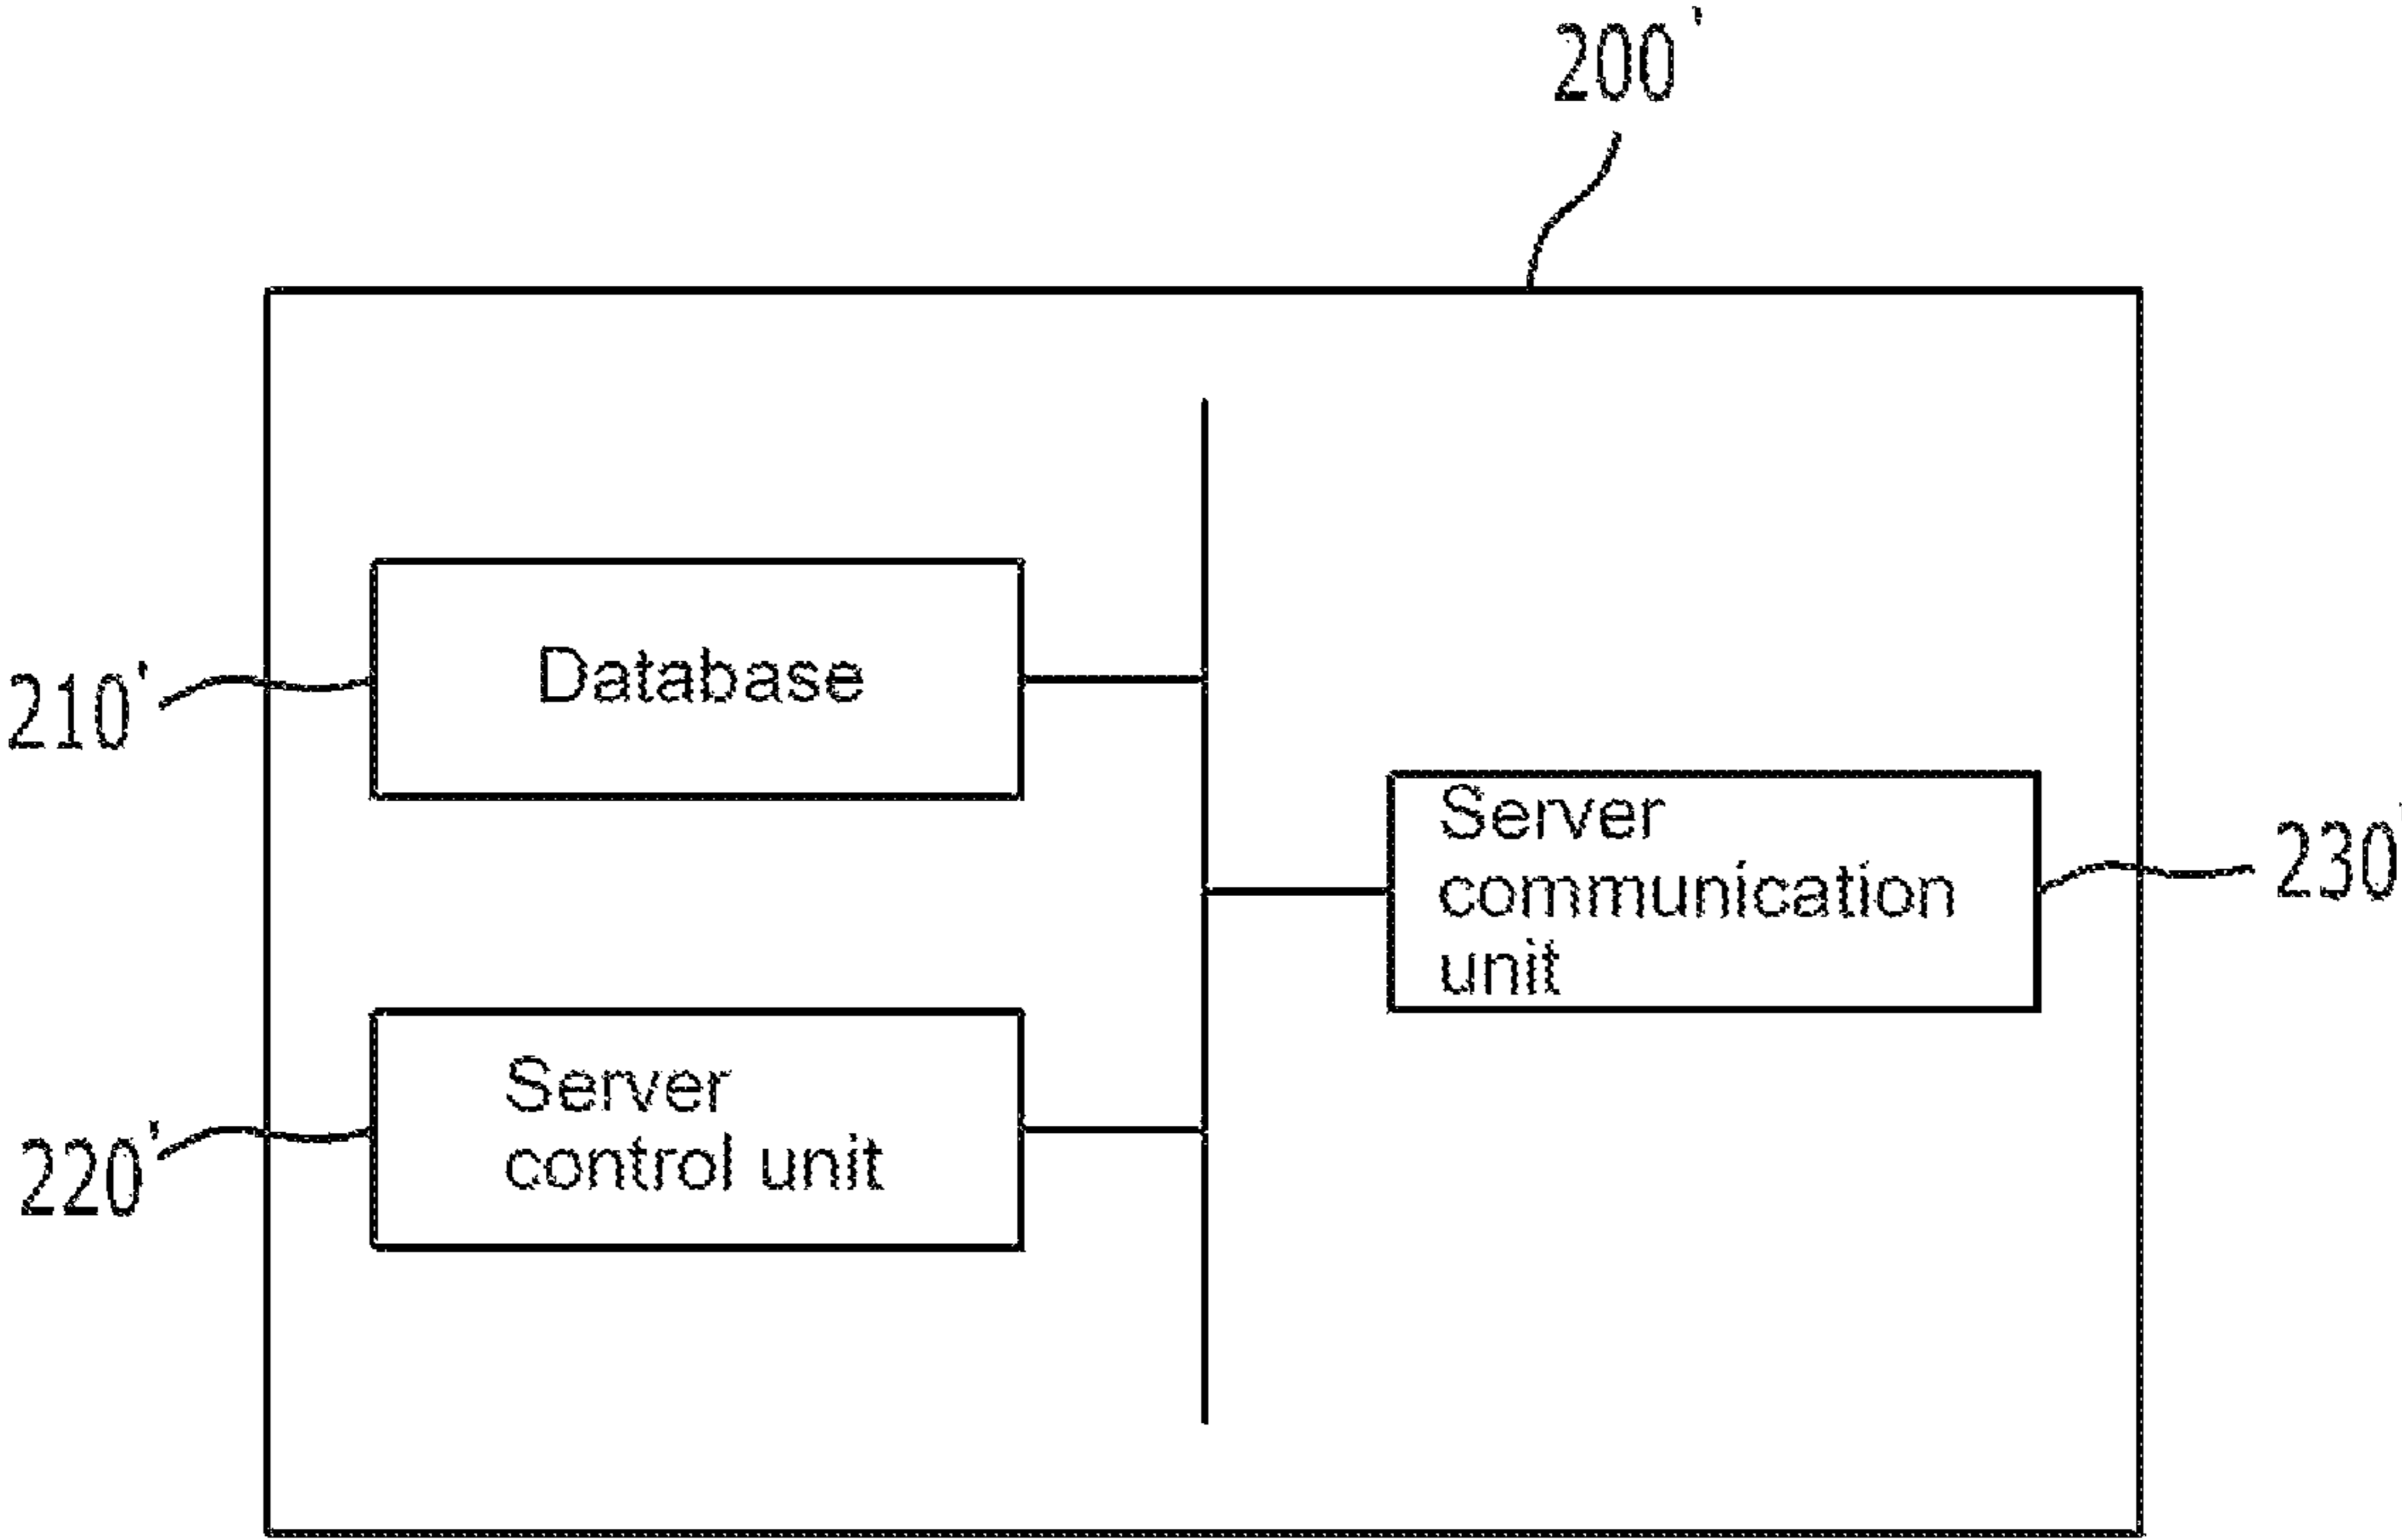 200'
Database
210'
Server
communication
unit
230'
Server
control unit
220'